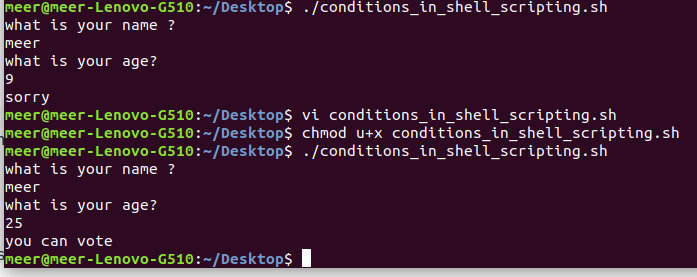 meer@meer-Lenovo-G510:~/Desktop$ ./conditions_in_shell_scripting.sh
what is your name ?
meer
what is your age?
9
sorry
meer@meer-Lenovo-G510:~/Desktop$ vi conditions_in_shell_scripting.sh
meer@meer-Lenovo-G510:~/Desktop$ chmod u+x conditions_in_shell_scripting.sh
meer@meer-Lenovo-G510:~/Desktop$ ./conditions_in_shell_scripting.sh
what is your name ?
meer
what is your age?
25
you can vote
meer@meer-Lenovo-G510:~/Desktop$